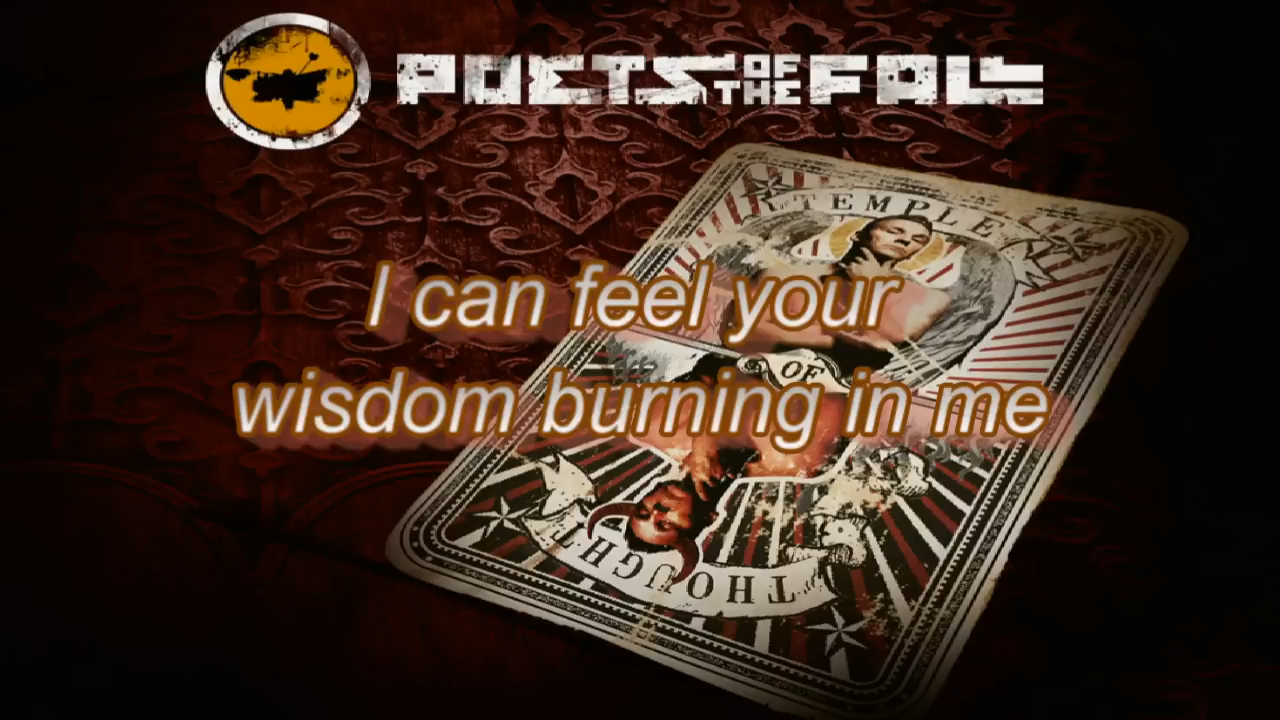 POETS OF THE FALL
TEMPLE
I can feel your
OF
wisdom burning in me
THOUGHT